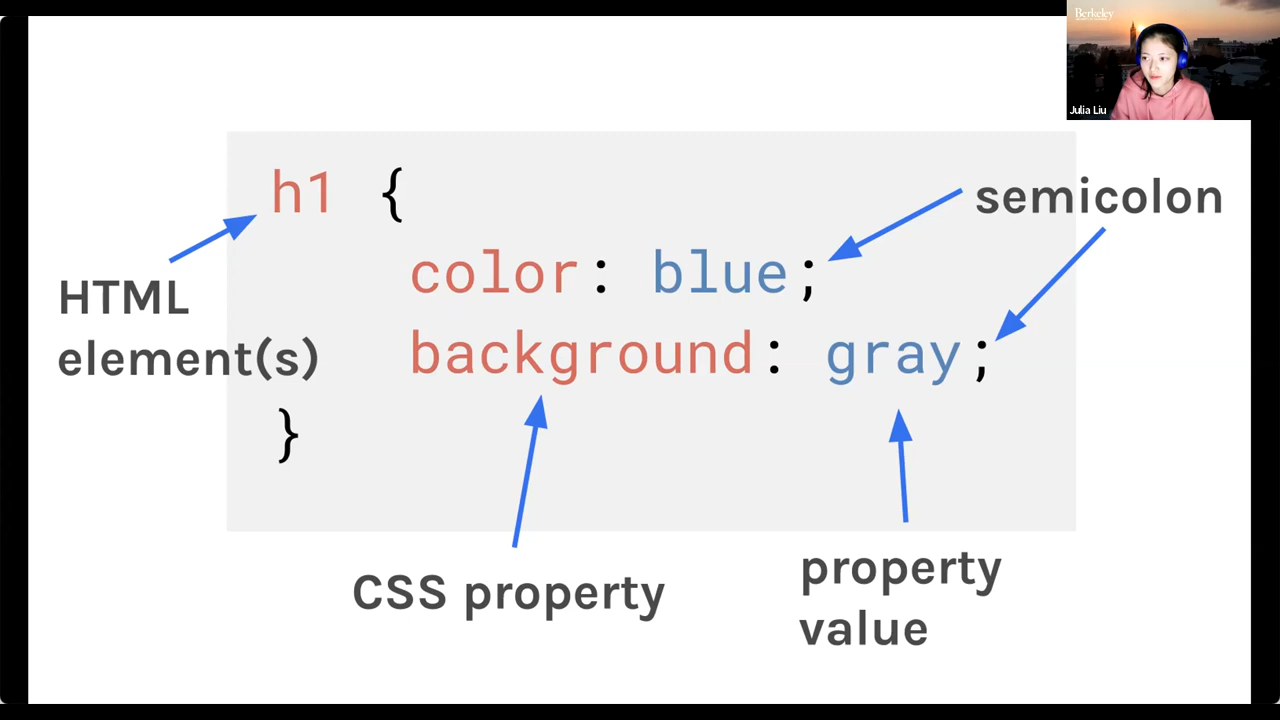 Berkeley
Julia Liu
h1 {
color: blue;
background: gray;
}
semicolon
HTML
element(s)
CSS property
property
value